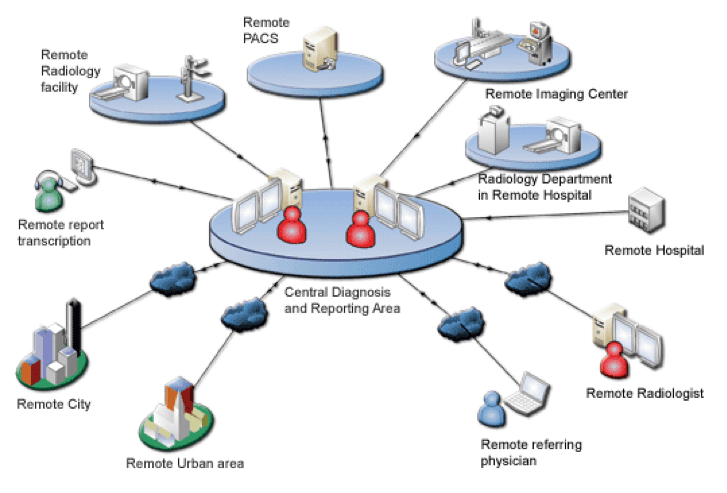 Remote
PACS
Remote
Radiology
facility
Remote Imaging Center
Radiology Department
in Remote Hospital
Remote report
transcription
Remote Hospital
Central Diagnosis
and Reporting Area
Remote City
Remote Radiologist
Remote Urban area
Remote referring
physician